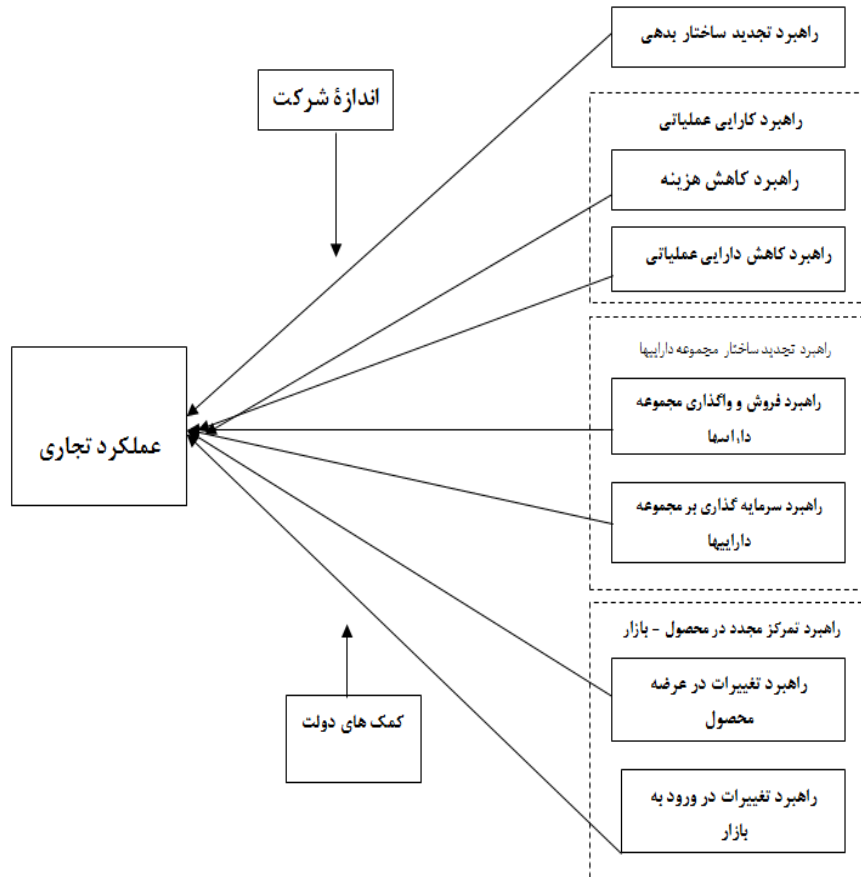 راهبرد تجدید ساختار بدهی
اندازهٔ شرکت
راهبرد کارایی عملیاتی
راهبرد کاهش هزینه
راهبرد کاهش دارایی عملیاتی
راهبرد تجدید ساختار مجموعه داراییها
راهبرد فروش و واگذاری مجموعه
داراییها
عملکرد تجاری
راهبرد سرمایه گذاری بر مجموعه
داراییها
راهبرد تمرکز مجدد در محصول - بازار
راهبرد تغییرات در عرضه
محصول
کمک های دولت
راهبرد تغییرات در ورود به
بازار